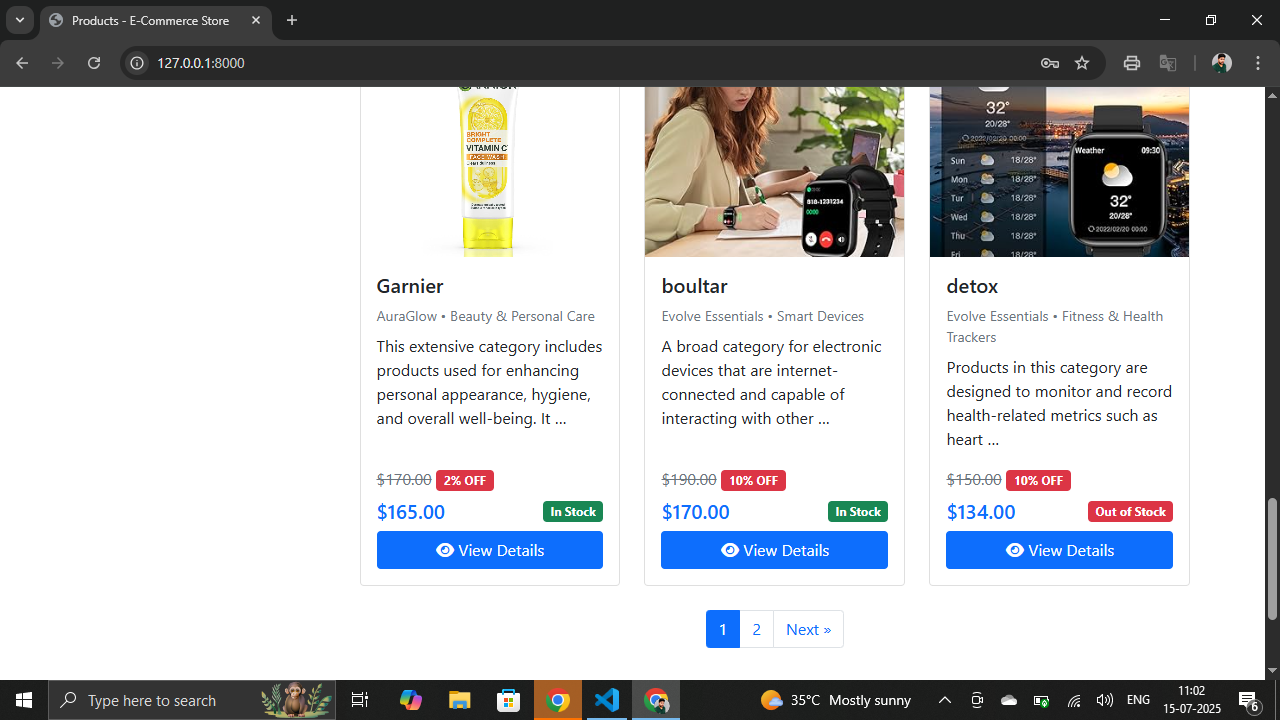 Products - E-Commerce Store
127.0.0.1:8000
GARNIER
BRIGHT
COMPLETE
VITAMIN C
FACE WASH
818-1231234
00:00
32°
20/28°
2022/02/20 00:00
Sun 18/28°
Mon 18/28°
Tur 18/28°
Wed 18/28°
Thu 18/28°
Fri 18/28°
Weather 09:30
32°
20/28°
2022/02/20 00:00
Garnier
AuraGlow • Beauty & Personal Care
This extensive category includes
products used for enhancing
personal appearance, hygiene,
and overall well-being. It ...
$170.00 2% OFF
$165.00 In Stock
View Details
boultar
Evolve Essentials • Smart Devices
A broad category for electronic
devices that are internet-
connected and capable of
interacting with other ...
$190.00 10% OFF
$170.00 In Stock
View Details
detox
Evolve Essentials • Fitness & Health
Trackers
Products in this category are
designed to monitor and record
health-related metrics such as
heart ...
$150.00 10% OFF
$134.00 Out of Stock
View Details
1 2 Next »
Type here to search
35°C Mostly sunny
ENG
11:02
15-07-2025
6